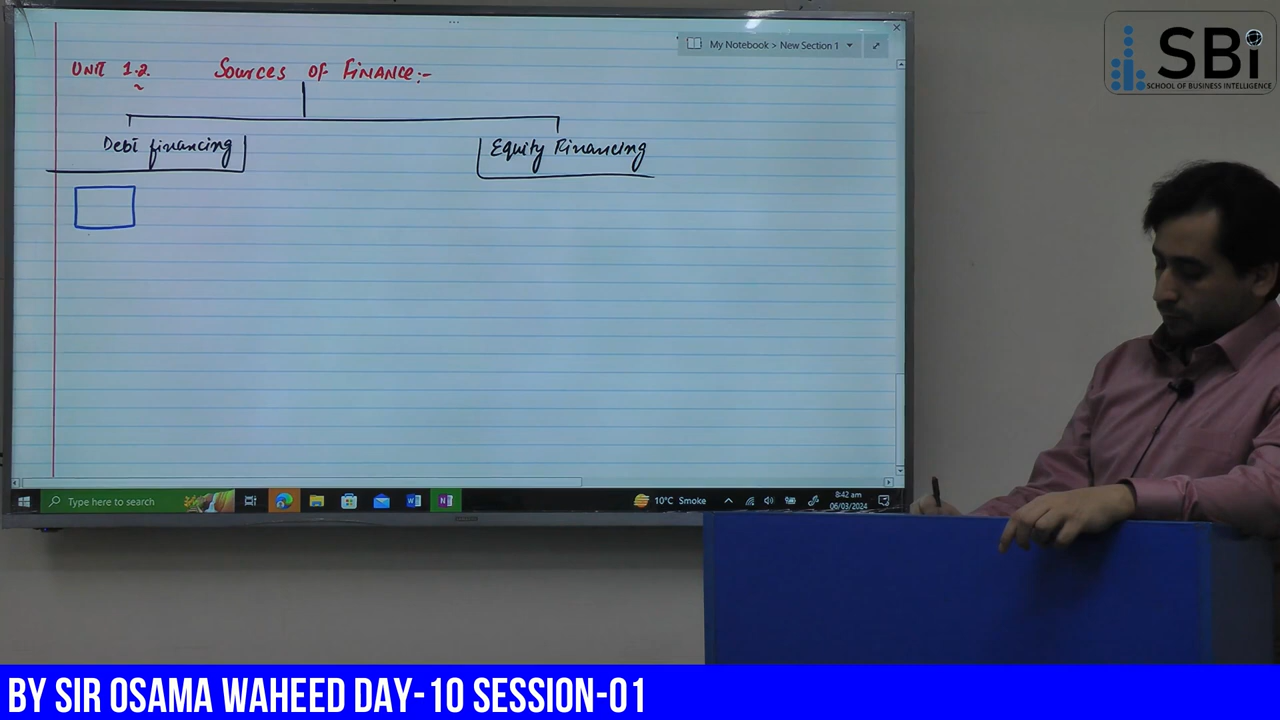 My Notebook > New Section 1
SBi
SCHOOL OF BUSINESS INTELLIGENCE
UNIT 1.2. Sources of Finance:-
Debt financing
Equity Financing
Type here to search
10°C Smoke
8:42 am
06/03/2024
BY SIR OSAMA WAHEED DAY-10 SESSION-01